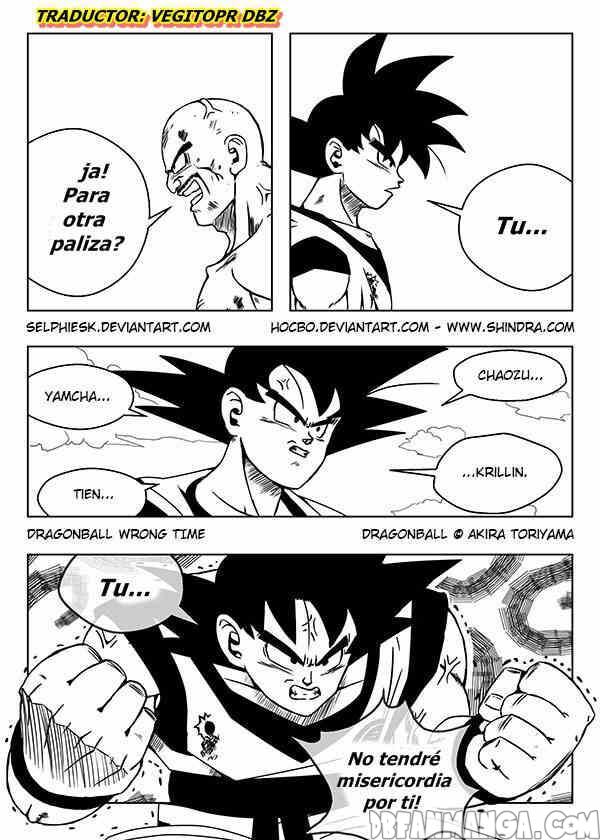 TRADUCTOR: VEGITOPR DBZ
ja!
Para
otra
paliza?
Tu...
SELPHIESK.DEVIANTART.COM
HOCBO.DEVIANTART.COM - WWW.SHINDRA.COM
YAMCHA...
CHAOZU...
TIEN...
...KRILLIN.
DRAGONBALL WRONG TIME
DRAGONBALL © AKIRA TORIYAMA
Tu...
No tendré
misericordia
por ti!
DBFANMANGA.COM